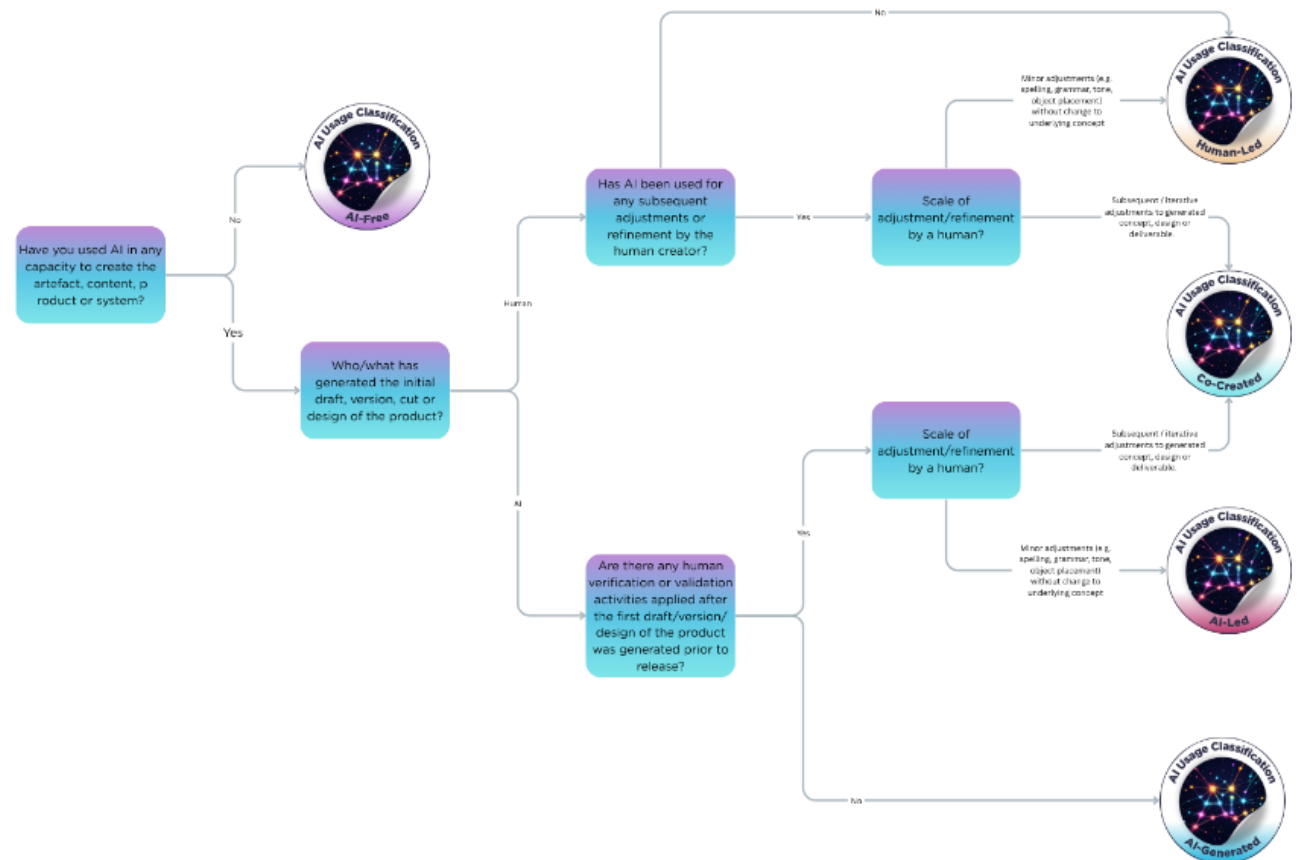 No
AI Usage Classification
Human-Led
Minor adjustments (e.g.
spelling, grammar, tone,
object placement)
without change to
underlying concept
AI Usage Classification
AI-Free
No
Has AI been used for
any subsequent
adjustments or
refinement by the
human creator?
Yes
Scale of
adjustment/refinement
by a human?
Subsequent / iterative
adjustments to generated
concept, design or
deliverable.
Have you used AI in any
capacity to create the
artefact, content, p
roduct or system?
Yes
Human
AI Usage Classification
Co-Created
Who/what has
generated the initial
draft, version, cut or
design of the product?
Scale of
adjustment/refinement
by a human?
Subsequent / iterative
adjustments to generated
concept, design or
deliverable.
AI
Yes
AI Usage Classification
AI-Led
Minor adjustments (e.g.
spelling, grammar, tone,
object placement)
without change to
underlying concept
Are there any human
verification or validation
activities applied after
the first draft/version/
design of the product
was generated prior to
release?
No
AI Usage Classification
AI-Generated